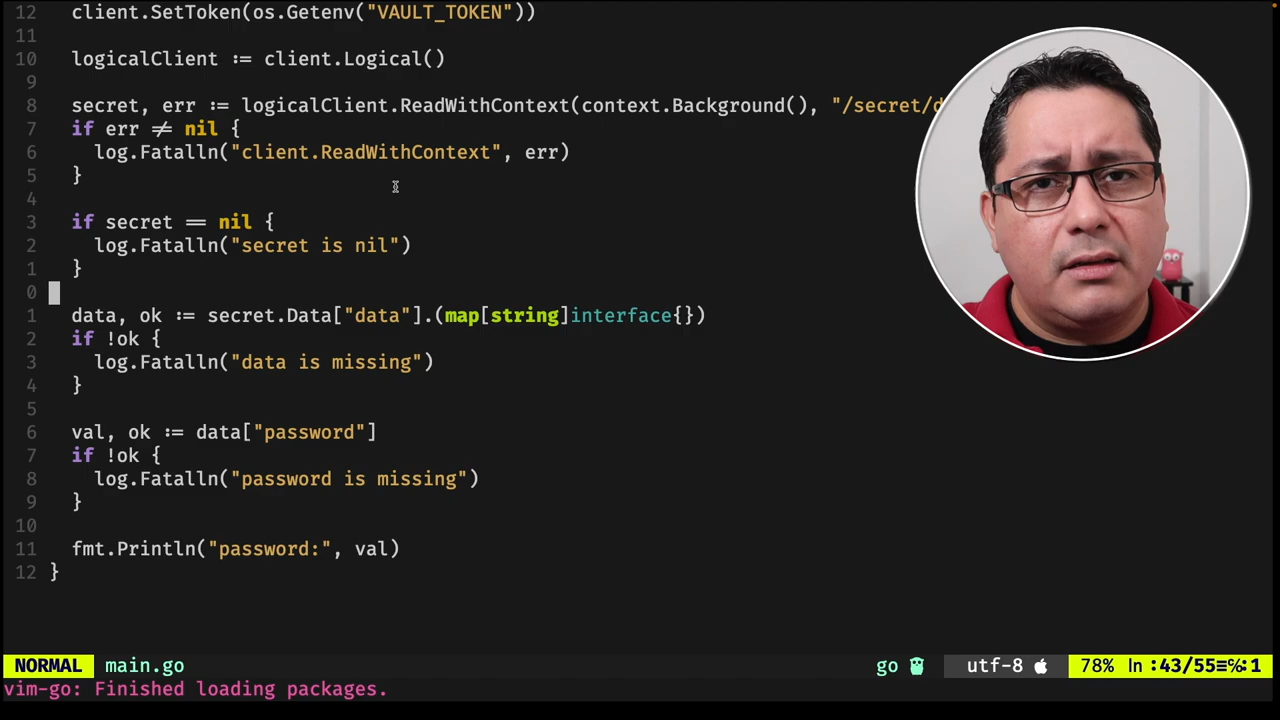 12 client.SetToken(os.Getenv("VAULT_TOKEN"))
11
10 logicalClient := client.Logical()
9
8 secret, err := logicalClient.ReadWithContext(context.Background(), "/secret/d
7 if err ≠ nil {
6 log.Fatalln("client.ReadWithContext", err)
5 }
4
3 if secret == nil {
2 log.Fatalln("secret is nil")
1 }
0
1 data, ok := secret.Data["data"].(map[string]interface{})
2 if !ok {
3 log.Fatalln("data is missing")
4 }
5
6 val, ok := data["password"]
7 if !ok {
8 log.Fatalln("password is missing")
9 }
10
11 fmt.Println("password:", val)
12 }
NORMAL main.go go utf-8 78% ln :43/55≡℅:1
vim-go: Finished loading packages.